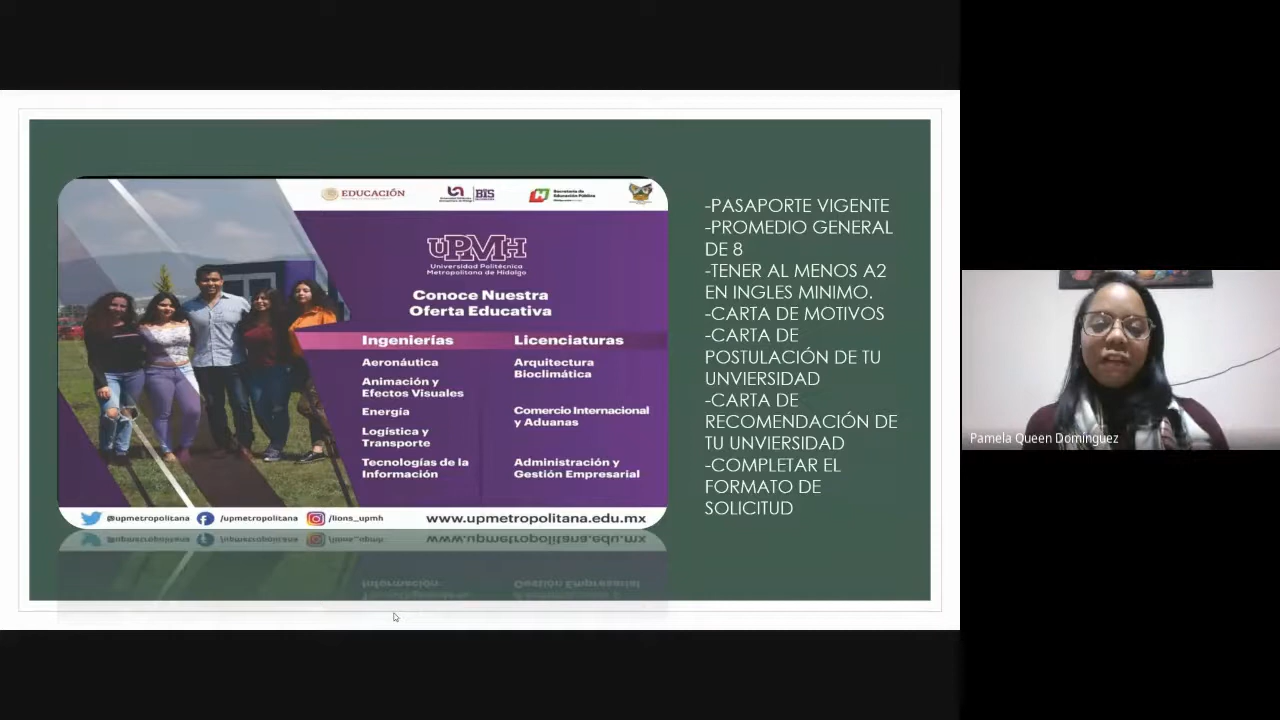 EDUCACIÓN
BIS
Secretaría de
Educación Pública
UPMH
Universidad Politécnica
Metropolitana de Hidalgo
Conoce Nuestra
Oferta Educativa
Ingenierías
Aeronáutica
Animación y
Efectos Visuales
Energía
Logística y
Transporte
Tecnologías de la
Información
Licenciaturas
Arquitectura
Bioclimática
Comercio Internacional
y Aduanas
Administración y
Gestión Empresarial
@upmetropolitana /upmetropolitana /lions_upmh www.upmetropolitana.edu.mx
-PASAPORTE VIGENTE
-PROMEDIO GENERAL
DE 8
-TENER AL MENOS A2
EN INGLES MINIMO.
-CARTA DE MOTIVOS
-CARTA DE
POSTULACIÓN DE TU
UNVIERSIDAD
-CARTA DE
RECOMENDACIÓN DE
TU UNVIERSIDAD
-COMPLETAR EL
FORMATO DE
SOLICITUD
Pamela Queen Dominguez